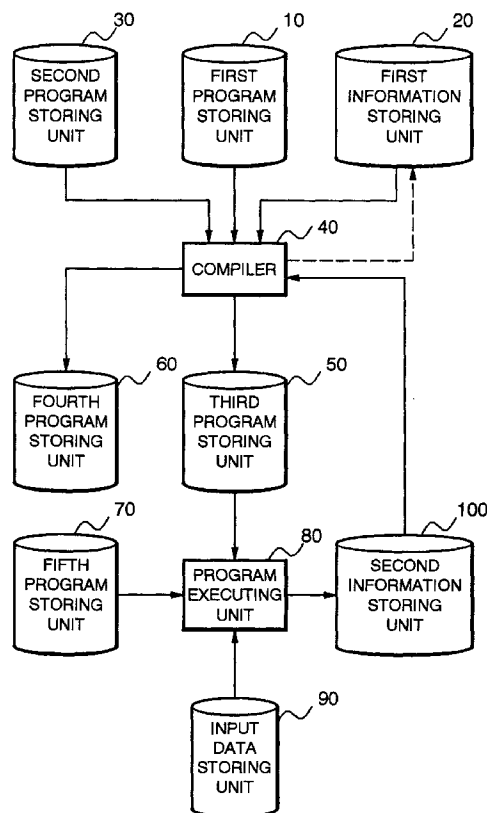 30
10
20
SECOND
PROGRAM
STORING
UNIT
FIRST
PROGRAM
STORING
UNIT
FIRST
INFORMATION
STORING
UNIT
40
COMPILER
60
50
FOURTH
PROGRAM
STORING
UNIT
THIRD
PROGRAM
STORING
UNIT
70
80
100
FIFTH
PROGRAM
STORING
UNIT
PROGRAM
EXECUTING
UNIT
SECOND
INFORMATION
STORING
UNIT
90
INPUT
DATA
STORING
UNIT